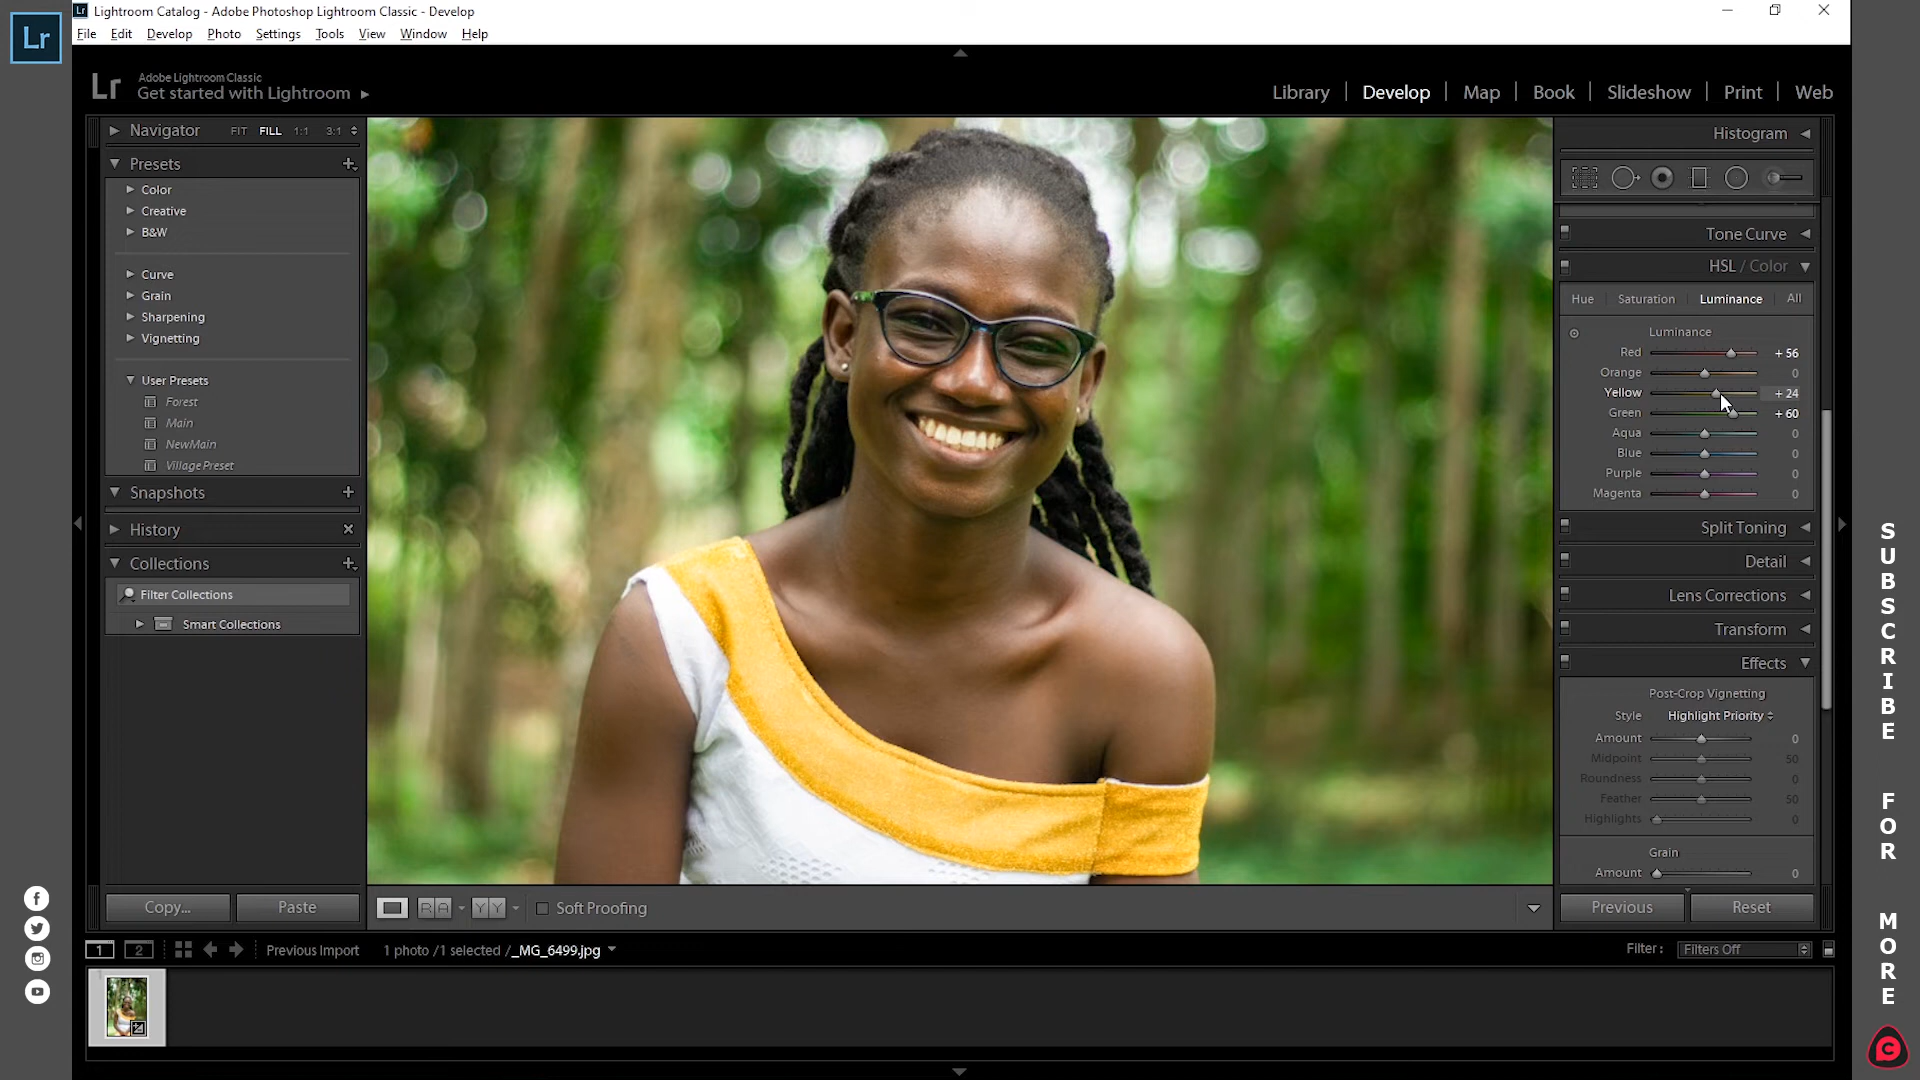 Lr
Lr Lightroom Catalog - Adobe Photoshop Lightroom Classic - Develop
File Edit Develop Photo Settings Tools View Window Help
Lr Adobe Lightroom Classic
Get started with Lightroom
Library | Develop | Map | Book | Slideshow | Print | Web
Navigator FIT FILL 1:1 3:1
Presets
Color
Creative
B&W
Curve
Grain
Sharpening
Vignetting
User Presets
Forest
Main
NewMain
Village Preset
Snapshots
History
Collections
Filter Collections
Smart Collections
Copy... Paste
R A Y Y Soft Proofing
Histogram
Tone Curve
HSL / Color
Hue Saturation Luminance All
Luminance
Red + 56
Orange 0
Yellow + 24
Green + 60
Aqua 0
Blue 0
Purple 0
Magenta 0
Split Toning
Detail
Lens Corrections
Transform
Effects
Post-Crop Vignetting
Style Highlight Priority
Amount 0
Midpoint 50
Roundness 0
Feather 50
Highlights 0
Grain
Amount 0
Previous Reset
1 2 Previous Import 1 photo /1 selected /_MG_6499.jpg
Filter : Filters Off
SUBSCRIBE
FOR
MORE